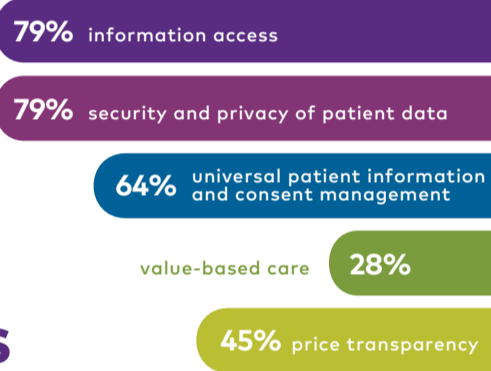 79% information access
79% security and privacy of patient data
64% universal patient information
and consent management
value-based care 28%
45% price transparency
s